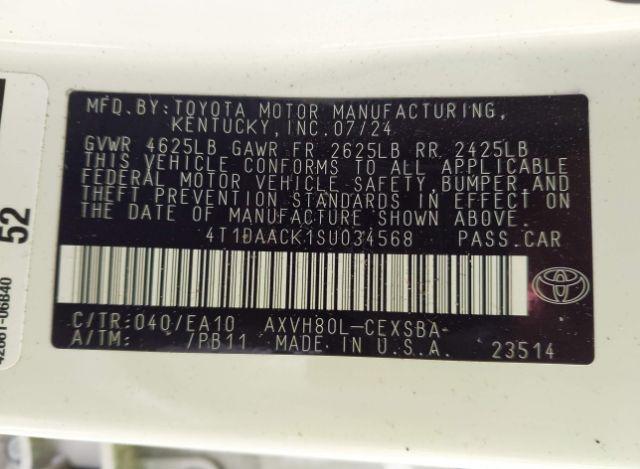 MFD.BY:TOYOTA MOTOR MANUFACTURING,
KENTUCKY,INC.07/24
GVWR 4625LB GAWR FR 2625LB RR 2425LB
THIS VEHICLE CONFORMS TO ALL APPLICABLE
FEDERAL MOTOR VEHICLE SAFETY,BUMPER,AND
THEFT PREVENTION STANDARDS IN EFFECT ON
THE DATE OF MANUFACTURE SHOWN ABOVE.
4T1DAACK1SU034568 PASS.CAR
C/TR:040/EA10 AXVH80L-CEXSBA-
A/TM: /PB11 MADE IN U.S.A. 23514
52